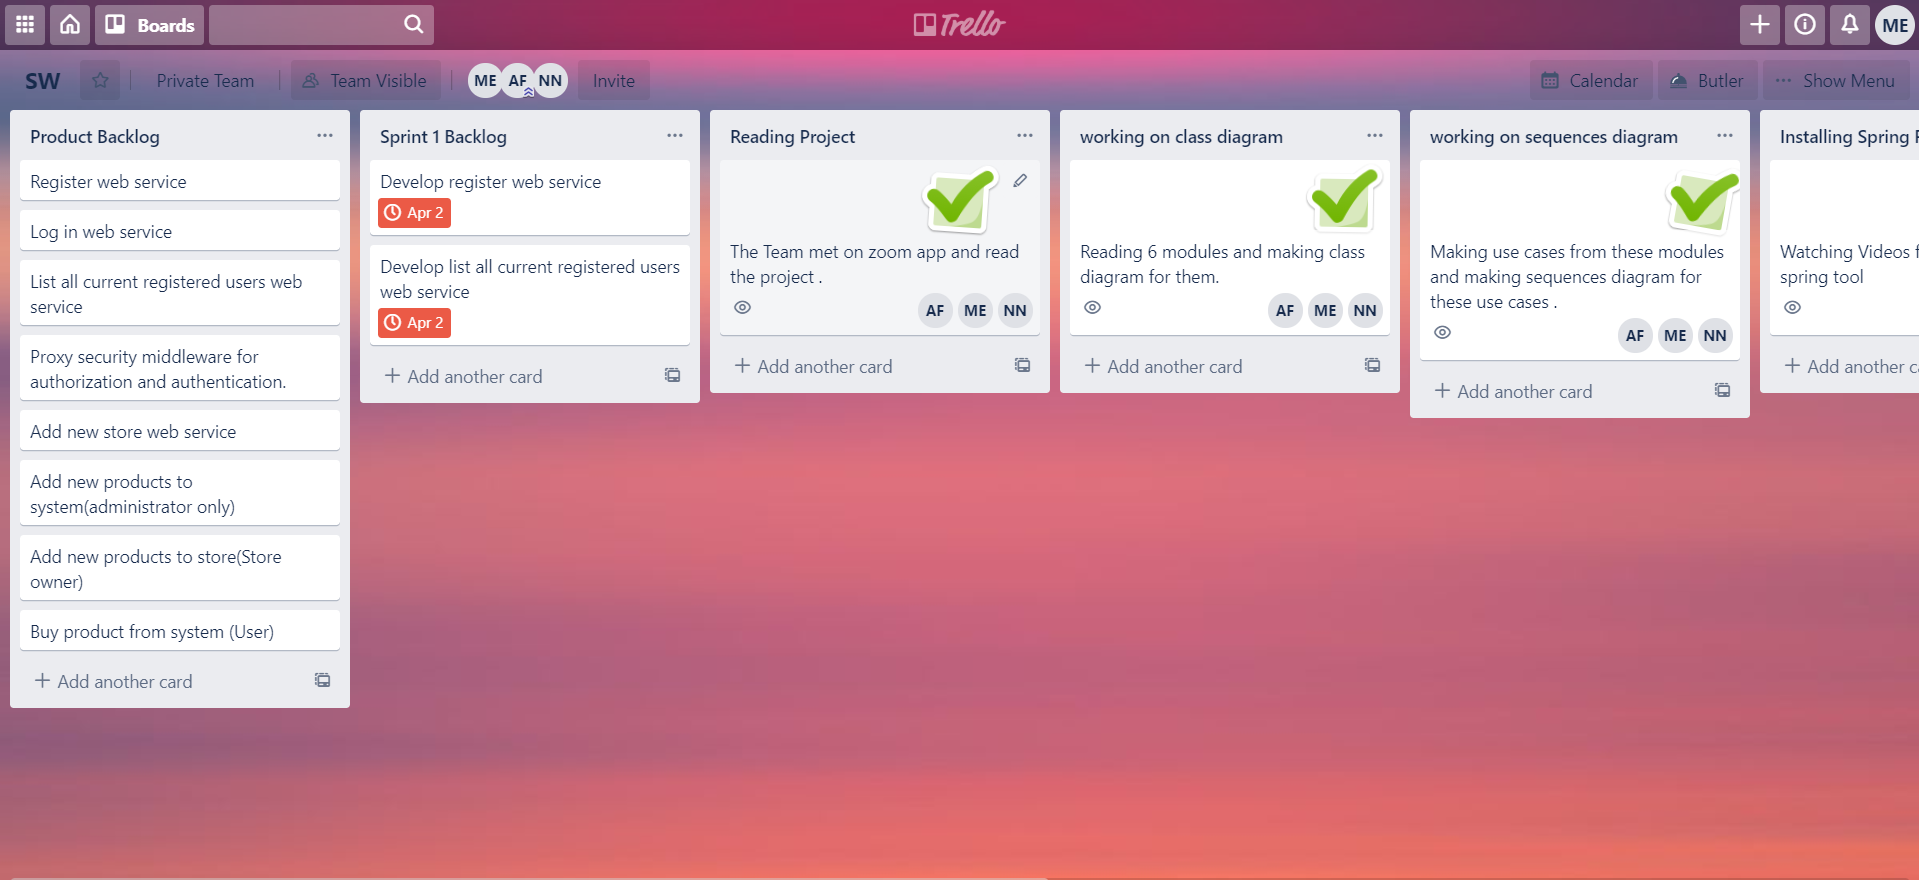 Boards
Trello
ME
SW
Private Team
Team Visible
ME AF NN
Invite
Calendar
Butler
Show Menu
Product Backlog
Register web service
Log in web service
List all current registered users web
service
Proxy security middleware for
authorization and authentication.
Add new store web service
Add new products to
system(administrator only)
Add new products to store(Store
owner)
Buy product from system (User)
Add another card
Sprint 1 Backlog
Develop register web service
Apr 2
Develop list all current registered users
web service
Apr 2
Add another card
Reading Project
The Team met on zoom app and read
the project .
AF ME NN
Add another card
working on class diagram
Reading 6 modules and making class
diagram for them.
AF ME NN
Add another card
working on sequences diagram
Making use cases from these modules
and making sequences diagram for
these use cases .
AF ME NN
Add another card
Installing Spring
Watching Videos
spring tool
Add another